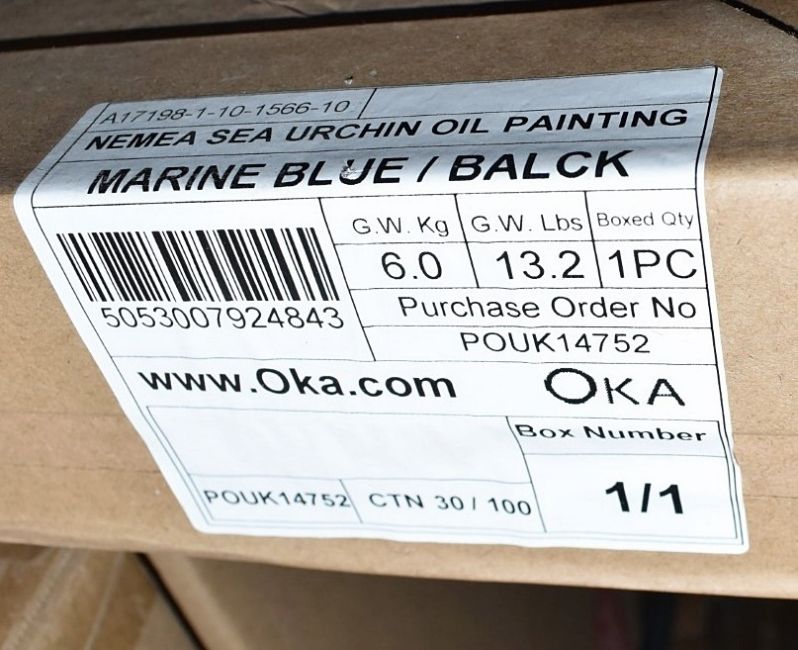 A17198-1-10-1566-10
NEMEA SEA URCHIN OIL PAINTING
MARINE BLUE / BALCK
G.W. Kg G.W. Lbs Boxed Qty
6.0 13.2 1PC
5053007924843
Purchase Order No
POUK14752
www.Oka.com OKA
Box Number
POUK14752 CTN 30 / 100 1/1